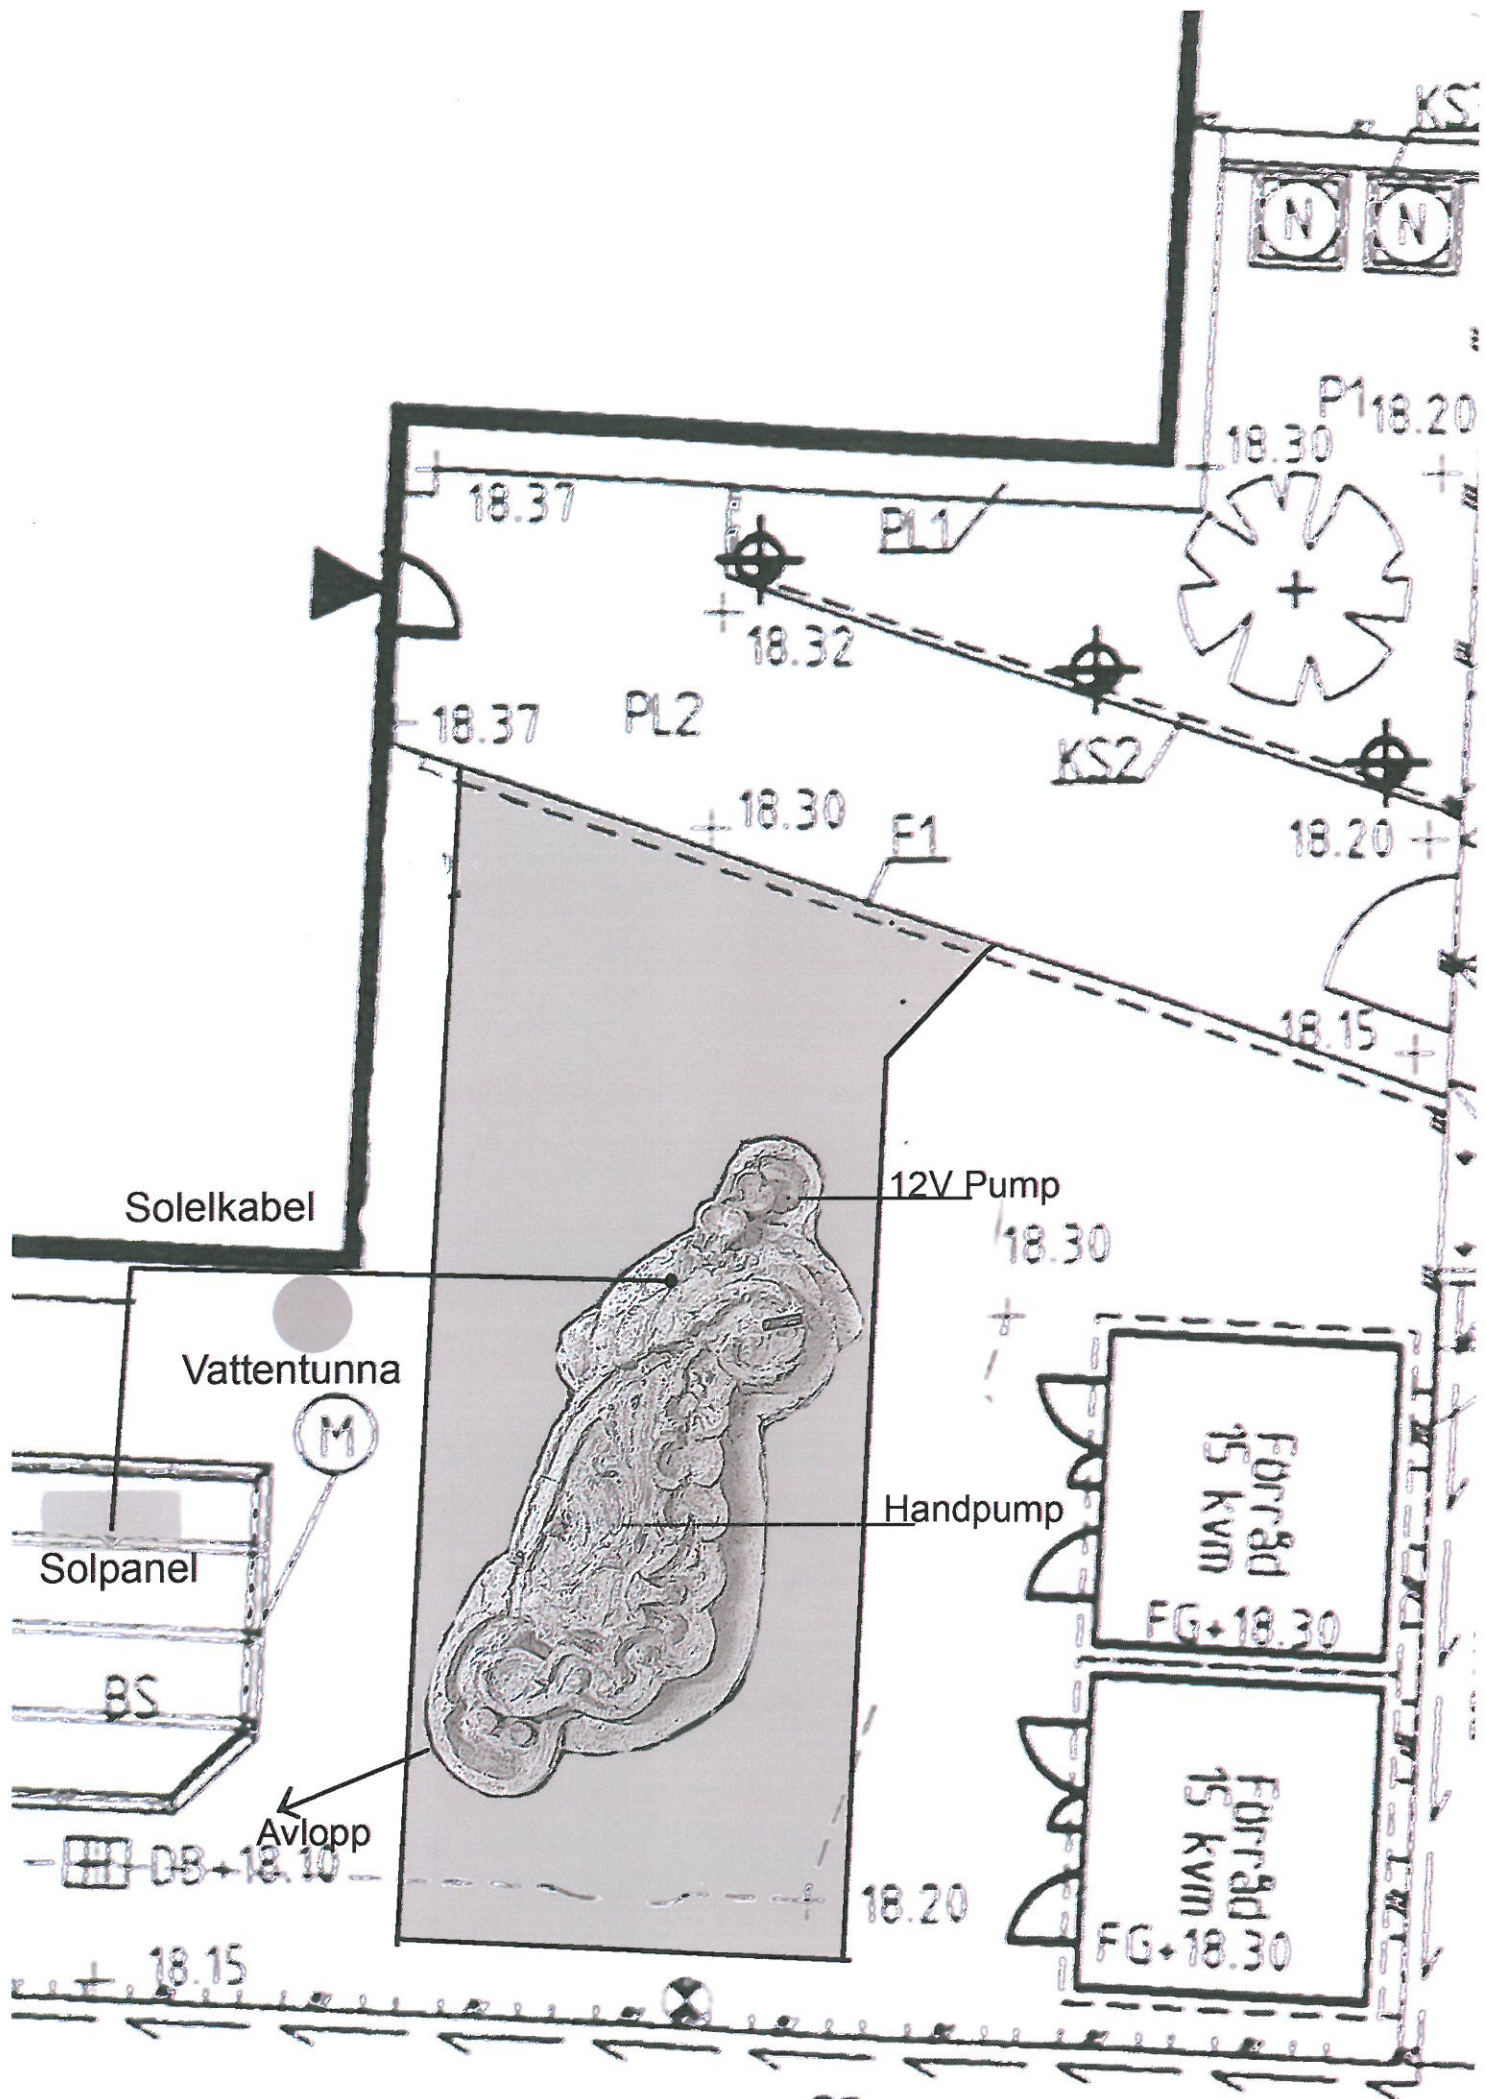 KS
N
N
P1
18.20
18.30
18.37
PL1
18.32
PL2
18.37
KS2
18.30
F1
18.20
18.15
12V Pump
Solelkabel
18.30
Vattentunna
M
Förråd
15 kvm
FG+18.30
Handpump
Solpanel
BS
Förråd
15 kvm
FG+18.30
Avlopp
DB+18.10
18.20
18.15